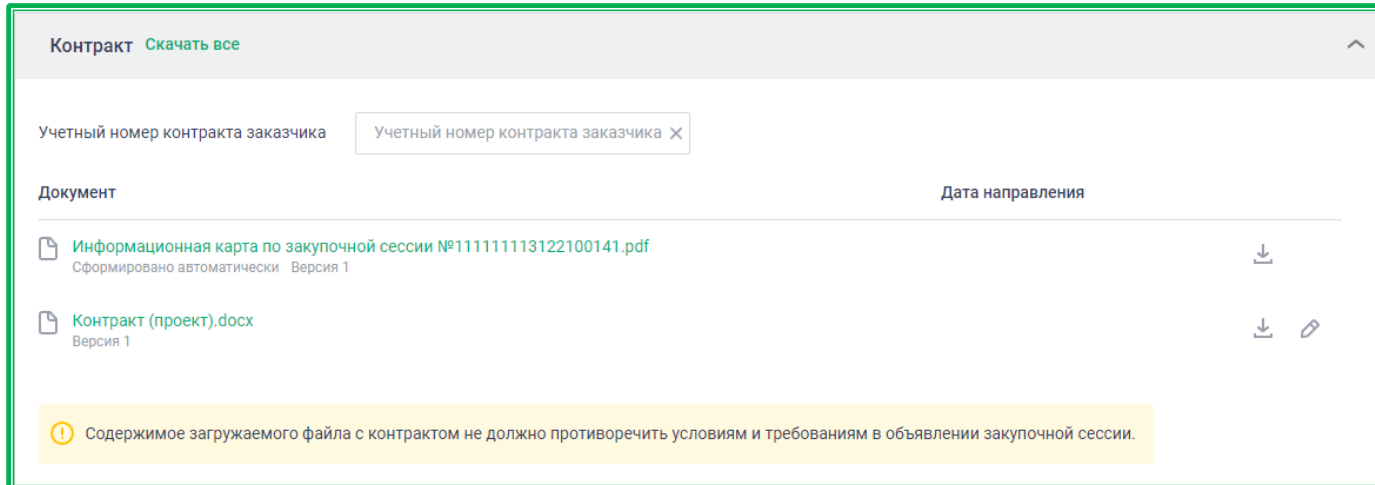 Контракт Скачать все
Учетный номер контракта заказчика Учетный номер контракта заказчика
Документ Дата направления
Информационная карта по закупочной сессии №111111113122100141.pdf
Сформировано автоматически Версия 1
Контракт (проект).docx
Версия 1
Содержимое загружаемого файла с контрактом не должно противоречить условиям и требованиям в объявлении закупочной сессии.